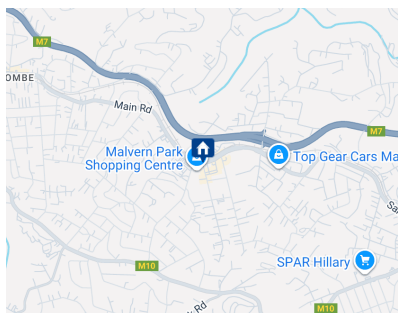 M7
OMBE
Main Rd
M7
Malvern Park
Shopping Centre
Top Gear Cars Ma
Sa
SPAR Hillary
M10
M10
k Rd